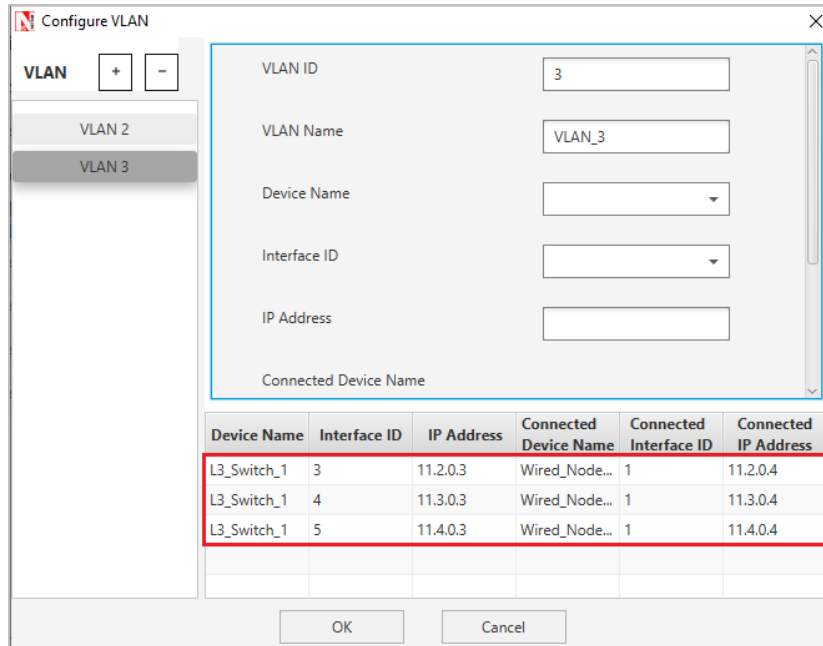 Configure VLAN
VLAN + -
VLAN 2
VLAN 3
VLAN ID 3
VLAN Name VLAN_3
Device Name
Interface ID
IP Address
Connected Device Name
Device Name Interface ID IP Address Connected Device Name Connected Interface ID Connected IP Address
L3_Switch_1 3 11.2.0.3 Wired_Node... 1 11.2.0.4
L3_Switch_1 4 11.3.0.3 Wired_Node... 1 11.3.0.4
L3_Switch_1 5 11.4.0.3 Wired_Node... 1 11.4.0.4
OK Cancel